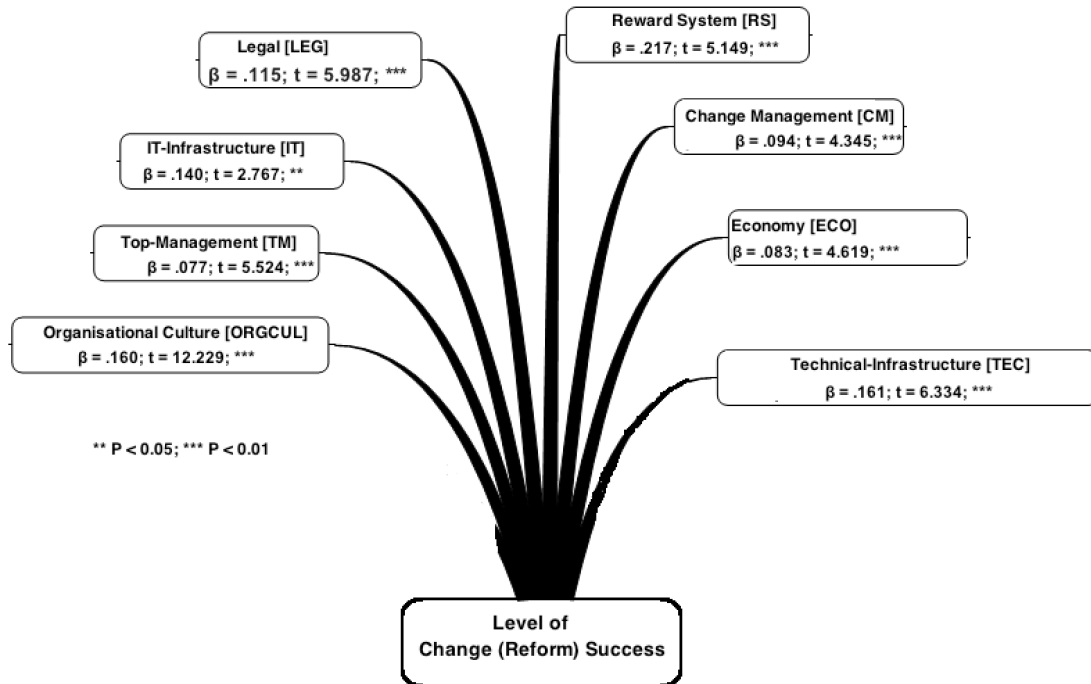 Reward System [RS]
β = .217; t = 5.149; ***
Legal [LEG]
β = .115; t = 5.987; ***
Change Management [CM]
β = .094; t = 4.345; ***
IT-Infrastructure [IT]
β = .140; t = 2.767; **
Economy [ECO]
β = .083; t = 4.619; ***
Top-Management [TM]
β = .077; t = 5.524; ***
Organisational Culture [ORGCUL]
β = .160; t = 12.229; ***
Technical-Infrastructure [TEC]
β = .161; t = 6.334; ***
** P < 0.05; *** P < 0.01
Level of
Change (Reform) Success